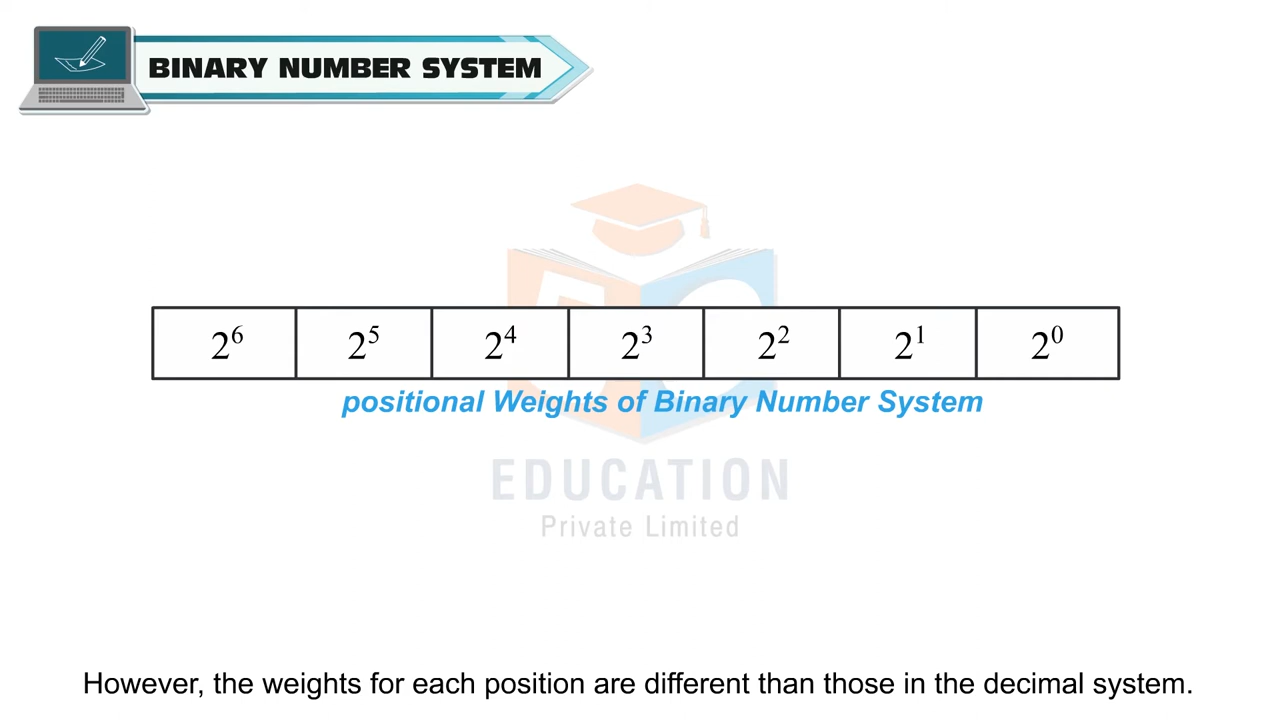 BINARY NUMBER SYSTEM
2⁶ 2⁵ 2⁴ 2³ 2² 2¹ 2⁰
positional Weights of Binary Number System
EDUCATION
Private Limited
However, the weights for each position are different than those in the decimal system.